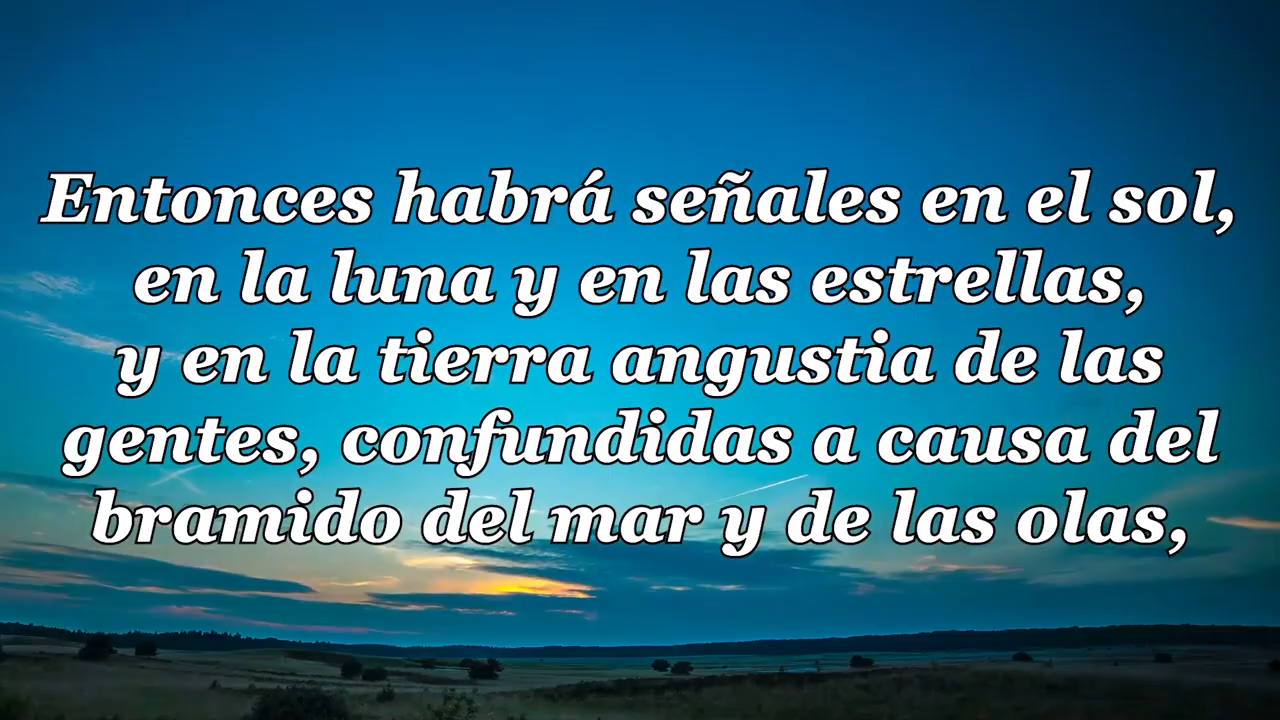 Entonces habrá señales en el sol,
en la luna y en las estrellas,
y en la tierra angustia de las
gentes, confundidas a causa del
bramido del mar y de las olas,